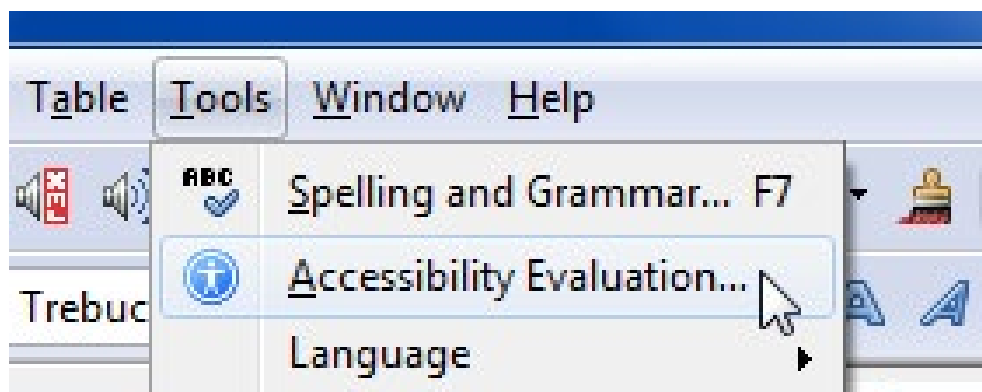 Table Tools Window Help
ABC Spelling and Grammar... F7
Accessibility Evaluation...
Trebuc
Language